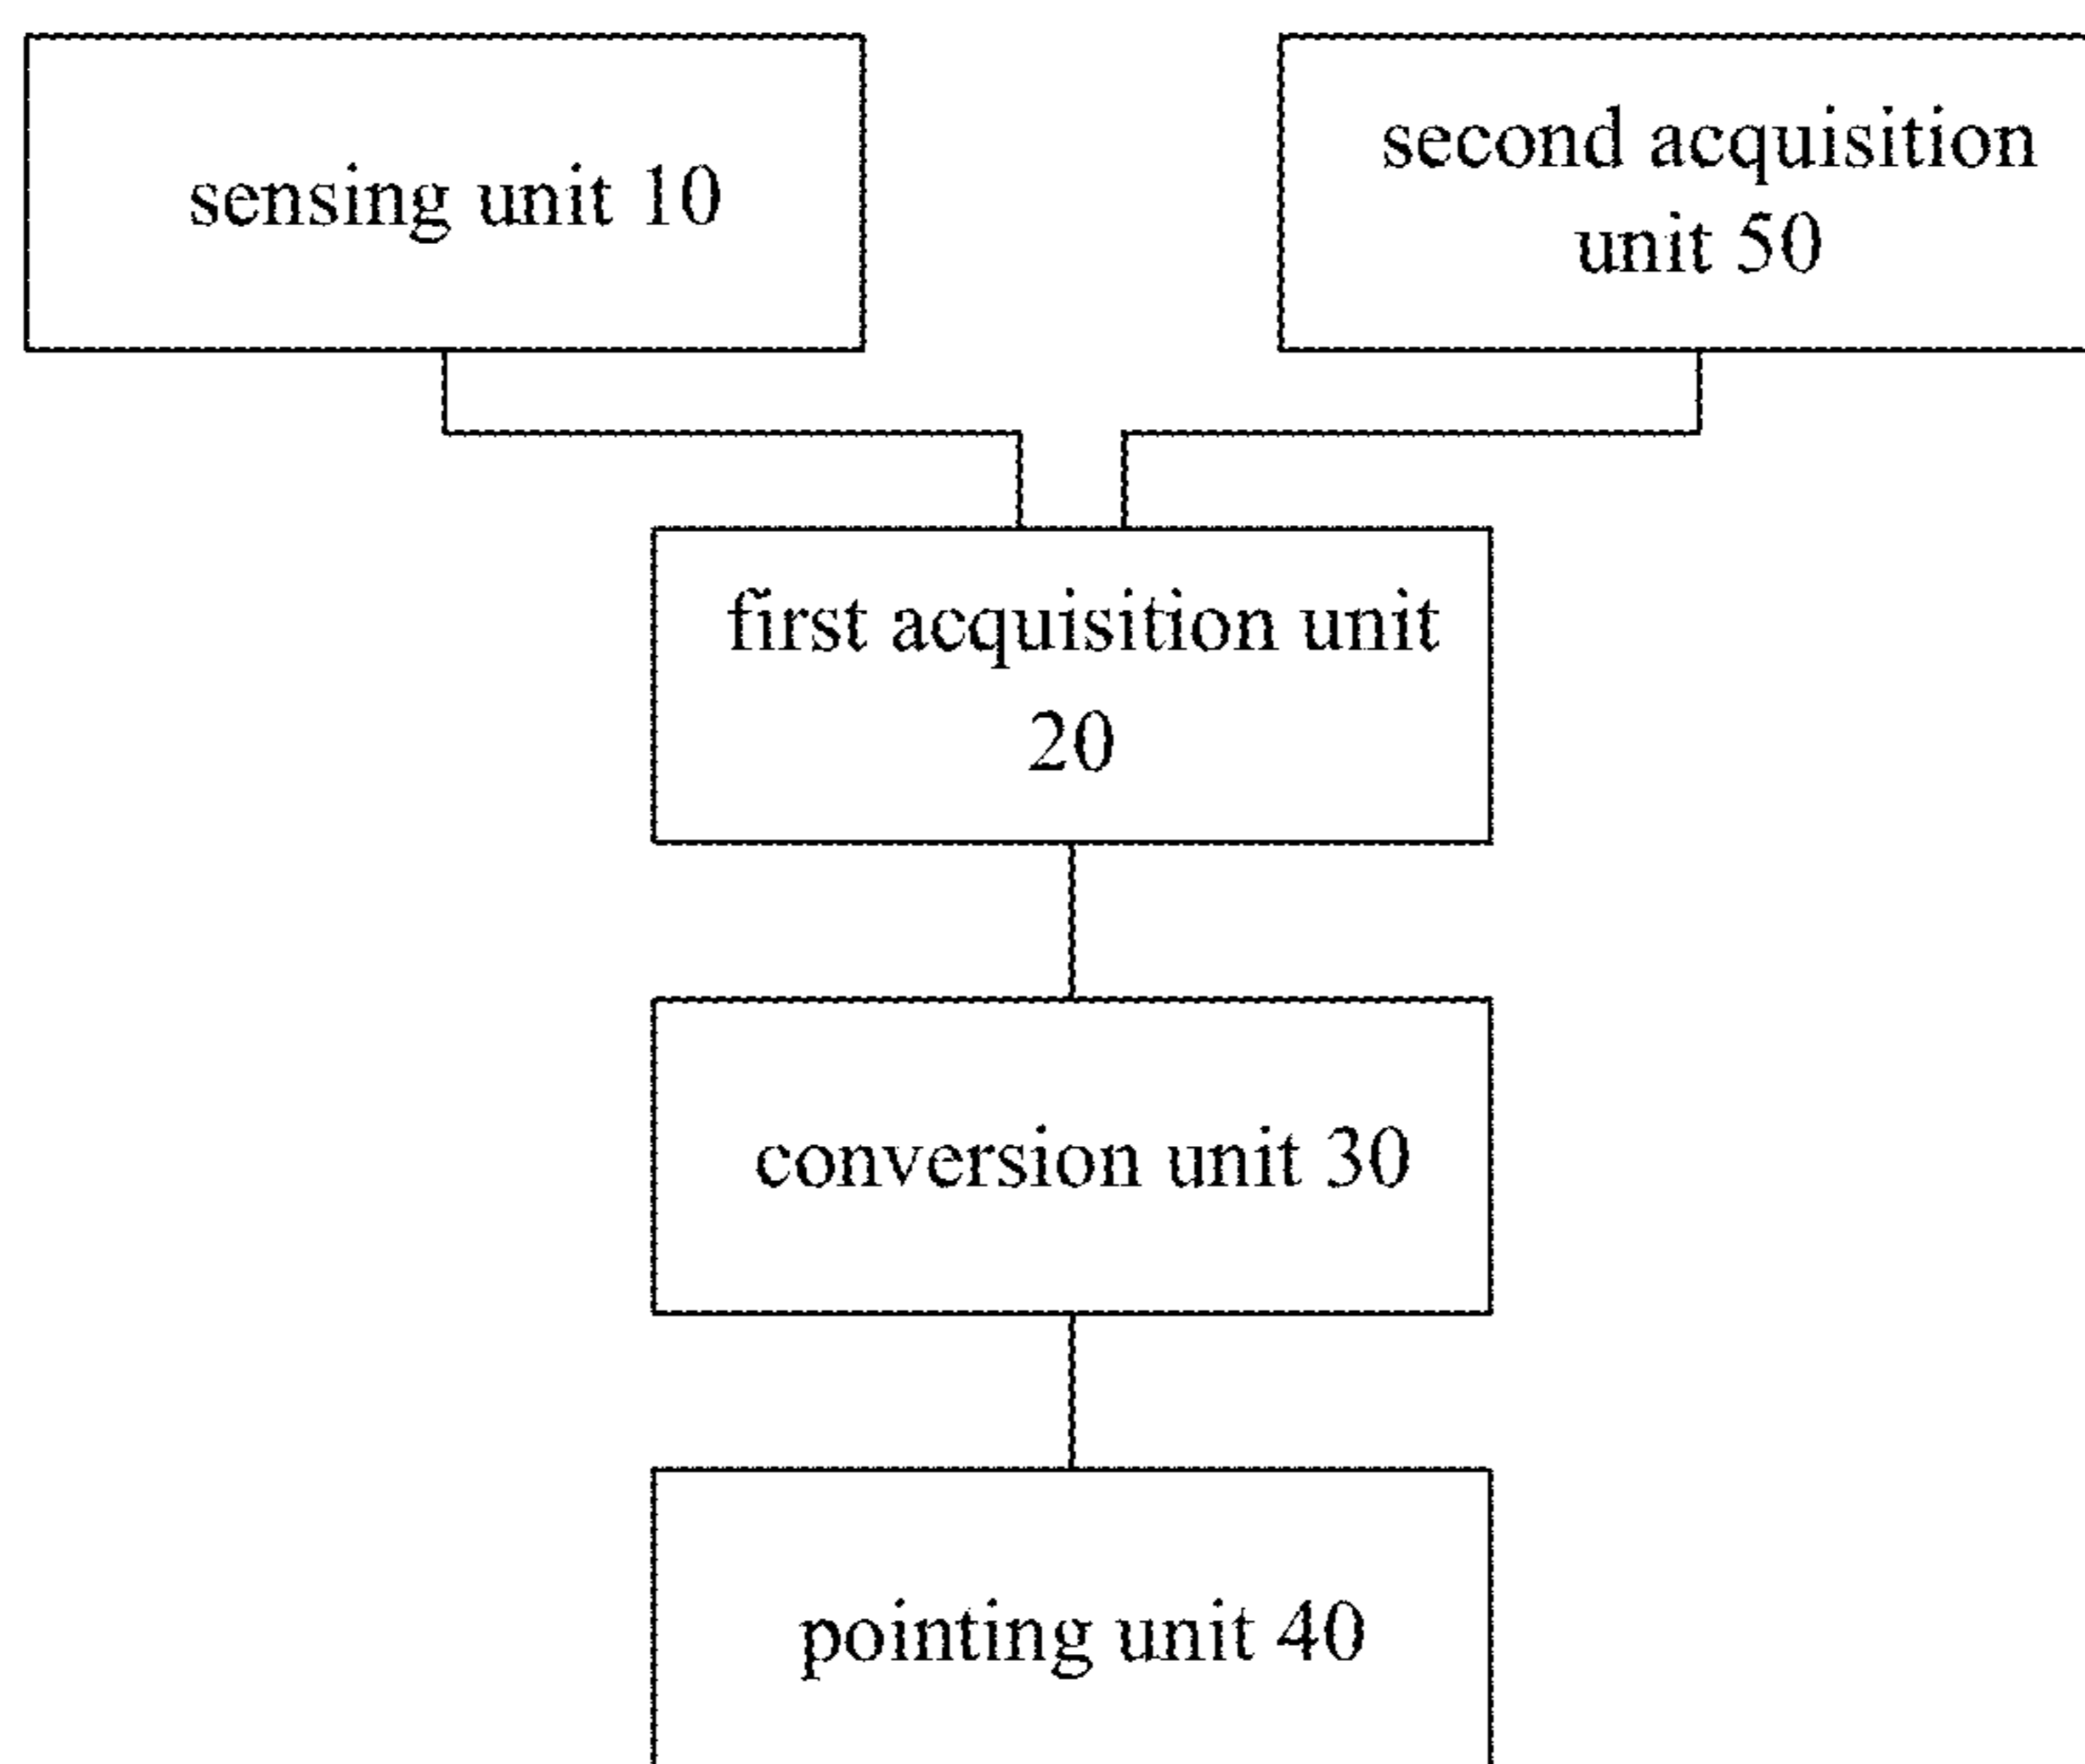 sensing unit 10
second acquisition
unit 50
first acquisition unit
20
conversion unit 30
pointing unit 40